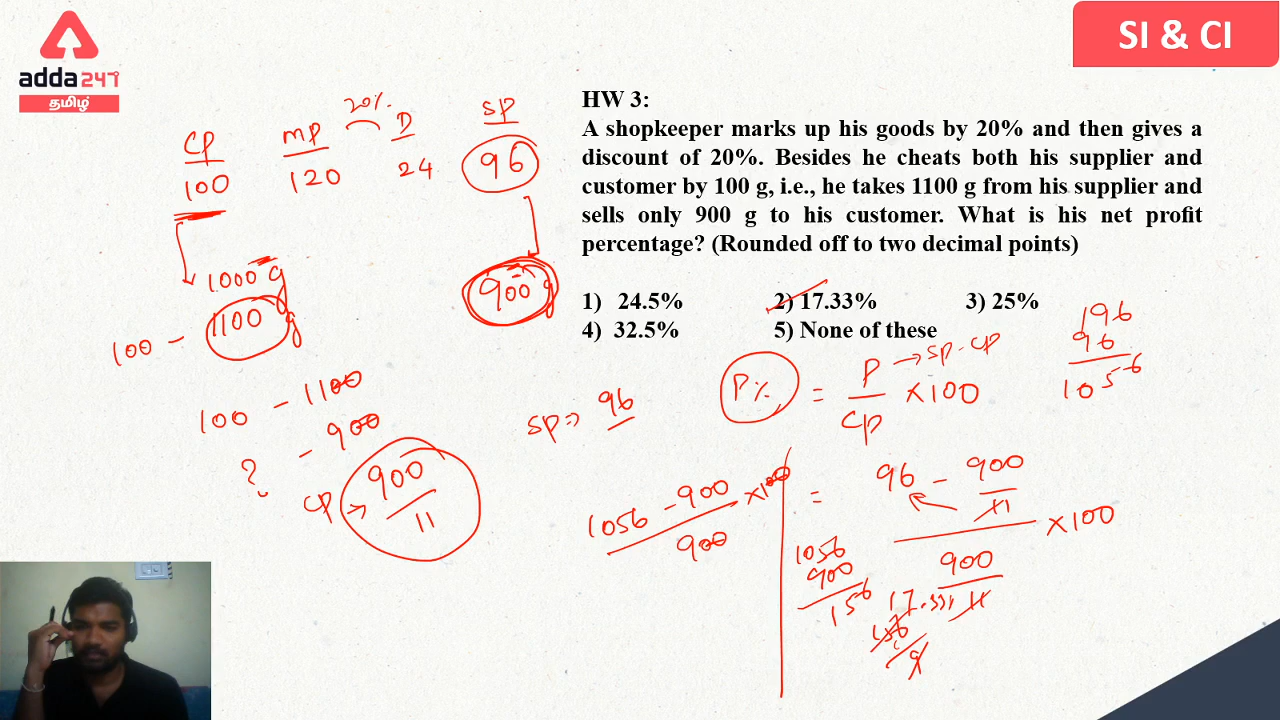 SI & CI
adda247
தமிழ்
HW 3:
A shopkeeper marks up his goods by 20% and then gives a
discount of 20%. Besides he cheats both his supplier and
customer by 100 g, i.e., he takes 1100 g from his supplier and
sells only 900 g to his customer. What is his net profit
percentage? (Rounded off to two decimal points)
1) 24.5% 2) 17.33% 3) 25%
4) 32.5% 5) None of these
20%
CP MP D SP
100 120 24 96
1000 g
900 g
100 - 1100 g
100 - 1100
? - 900
CP → 900/11
SP ⇒ 96
P% = P/CP × 100
→ SP - CP
196
96
1056
= 96 - 900/11
900/11 × 100
1056 - 900
900 × 100
1056
900
156
17.33%
156
9